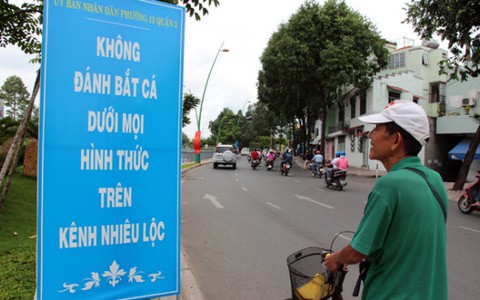 ỦY BAN NHÂN DÂN PHƯỜNG 13 QUẬN 3
KHÔNG
ĐÁNH BẮT CÁ
DƯỚI MỌI
HÌNH THỨC
TRÊN
KÊNH NHIÊU LỘC